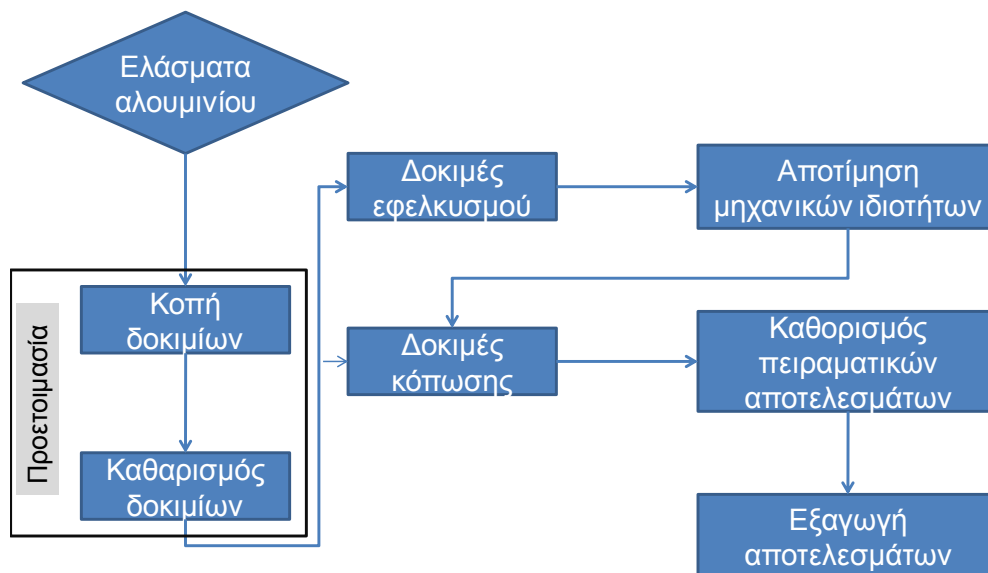 Ελάσματα
αλουμινίου
Προετοιμασία
Κοπή
δοκιμίων
Καθαρισμός
δοκιμίων
Δοκιμές
εφελκυσμού
Αποτίμηση
μηχανικών ιδιοτήτων
Δοκιμές
κόπωσης
Καθορισμός
πειραματικών
αποτελεσμάτων
Εξαγωγή
αποτελεσμάτων